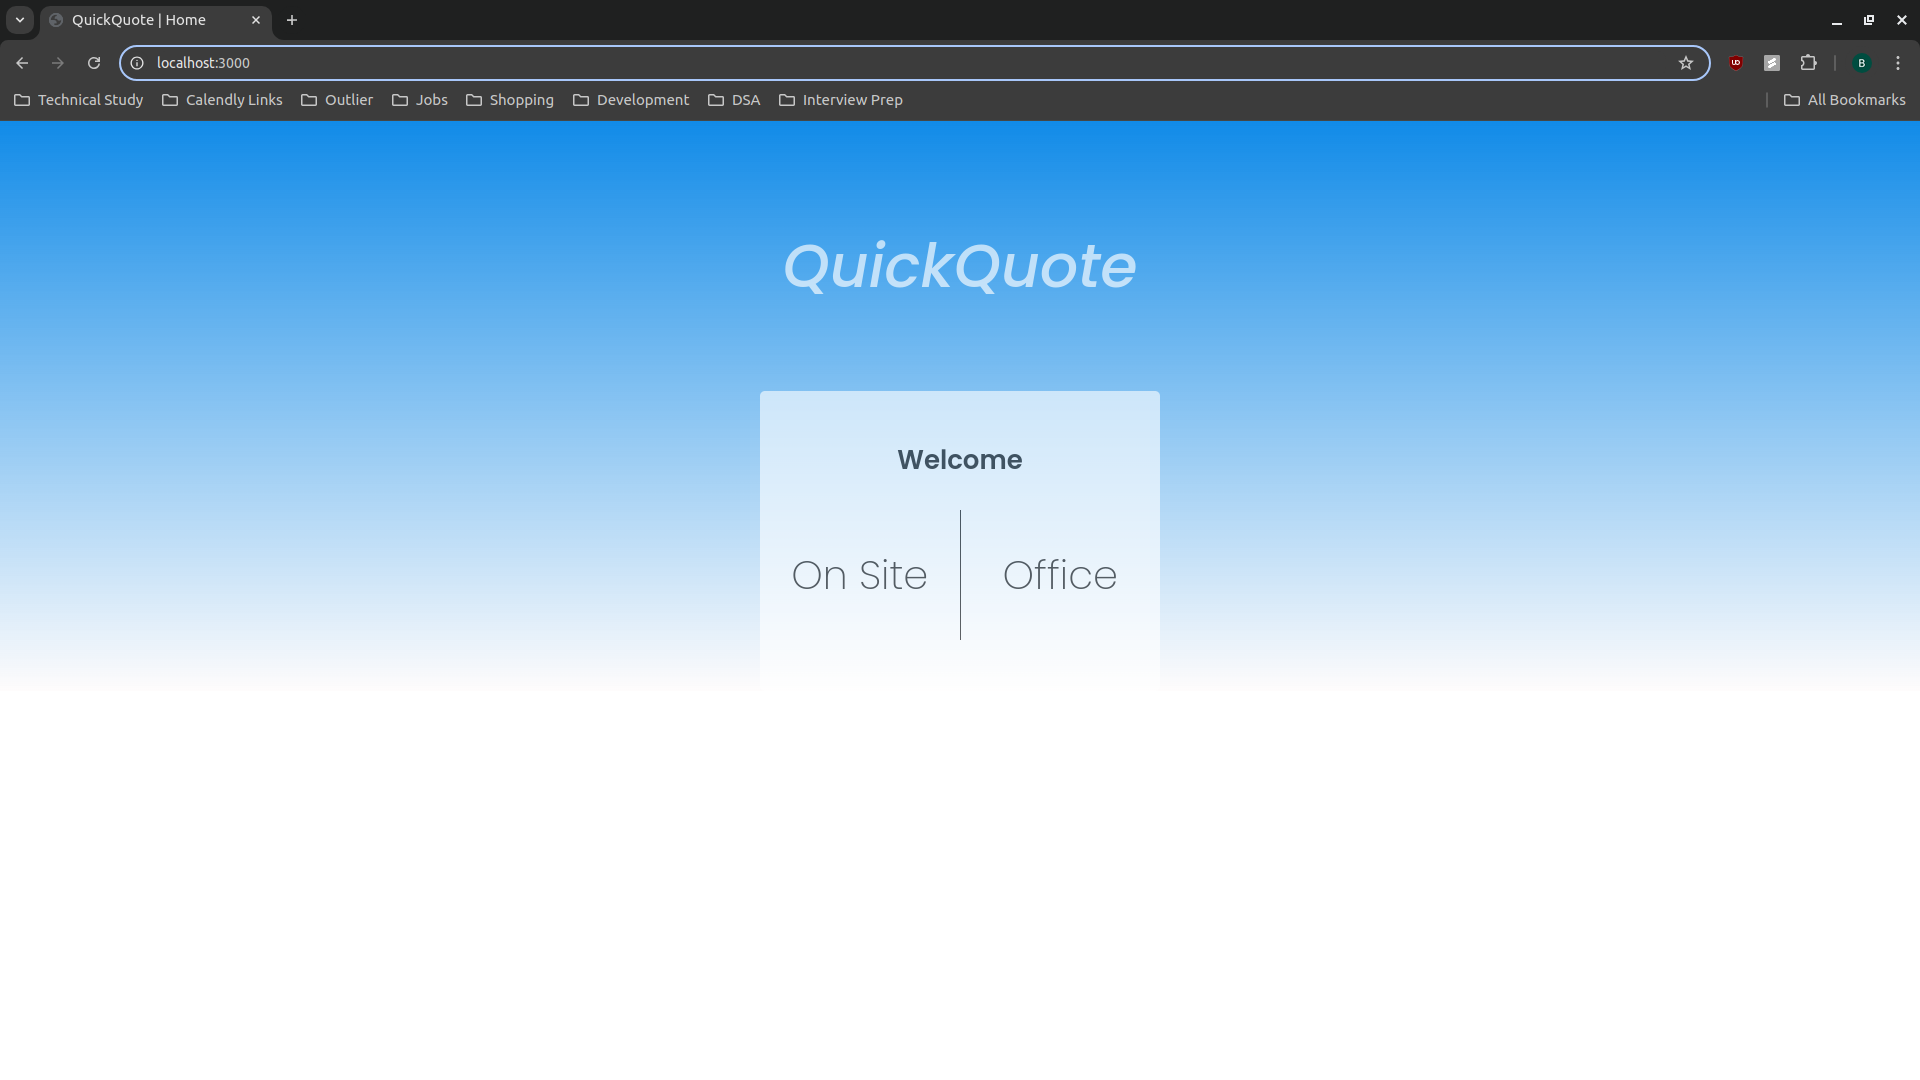 QuickQuote | Home
localhost:3000
B
Technical Study Calendly Links Outlier Jobs Shopping Development DSA Interview Prep All Bookmarks
QuickQuote
Welcome
On Site Office